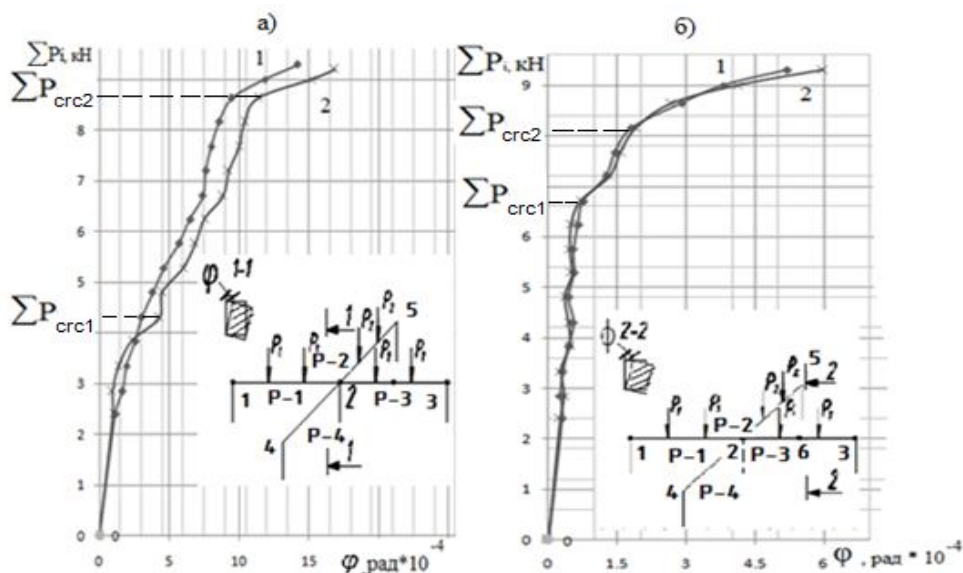 а)
∑Pi, кН
∑Pcrc2
∑Pcrc1
8
7
6
5
4
3
2
1
0
0 5 10 15
φ, рад*10⁻⁴
1
2
φ 1-1
P₁ P₁ P₂ P₂ P₁ P₁
1
5
P-2
1 P-1 2 P-3 3
4 P-4
1
б)
∑Pi, кН
9
∑Pcrc2
∑Pcrc1
6
5
4
3
2
1
0
0 1.5 3 4.5 6
φ, рад * 10⁻⁴
1
2
ф 2-2
P₁ P₁ P₂ P₂ P₁ P₁
5
2
P-2
1 P-1 2 P-3 6 3
4 P-4
2